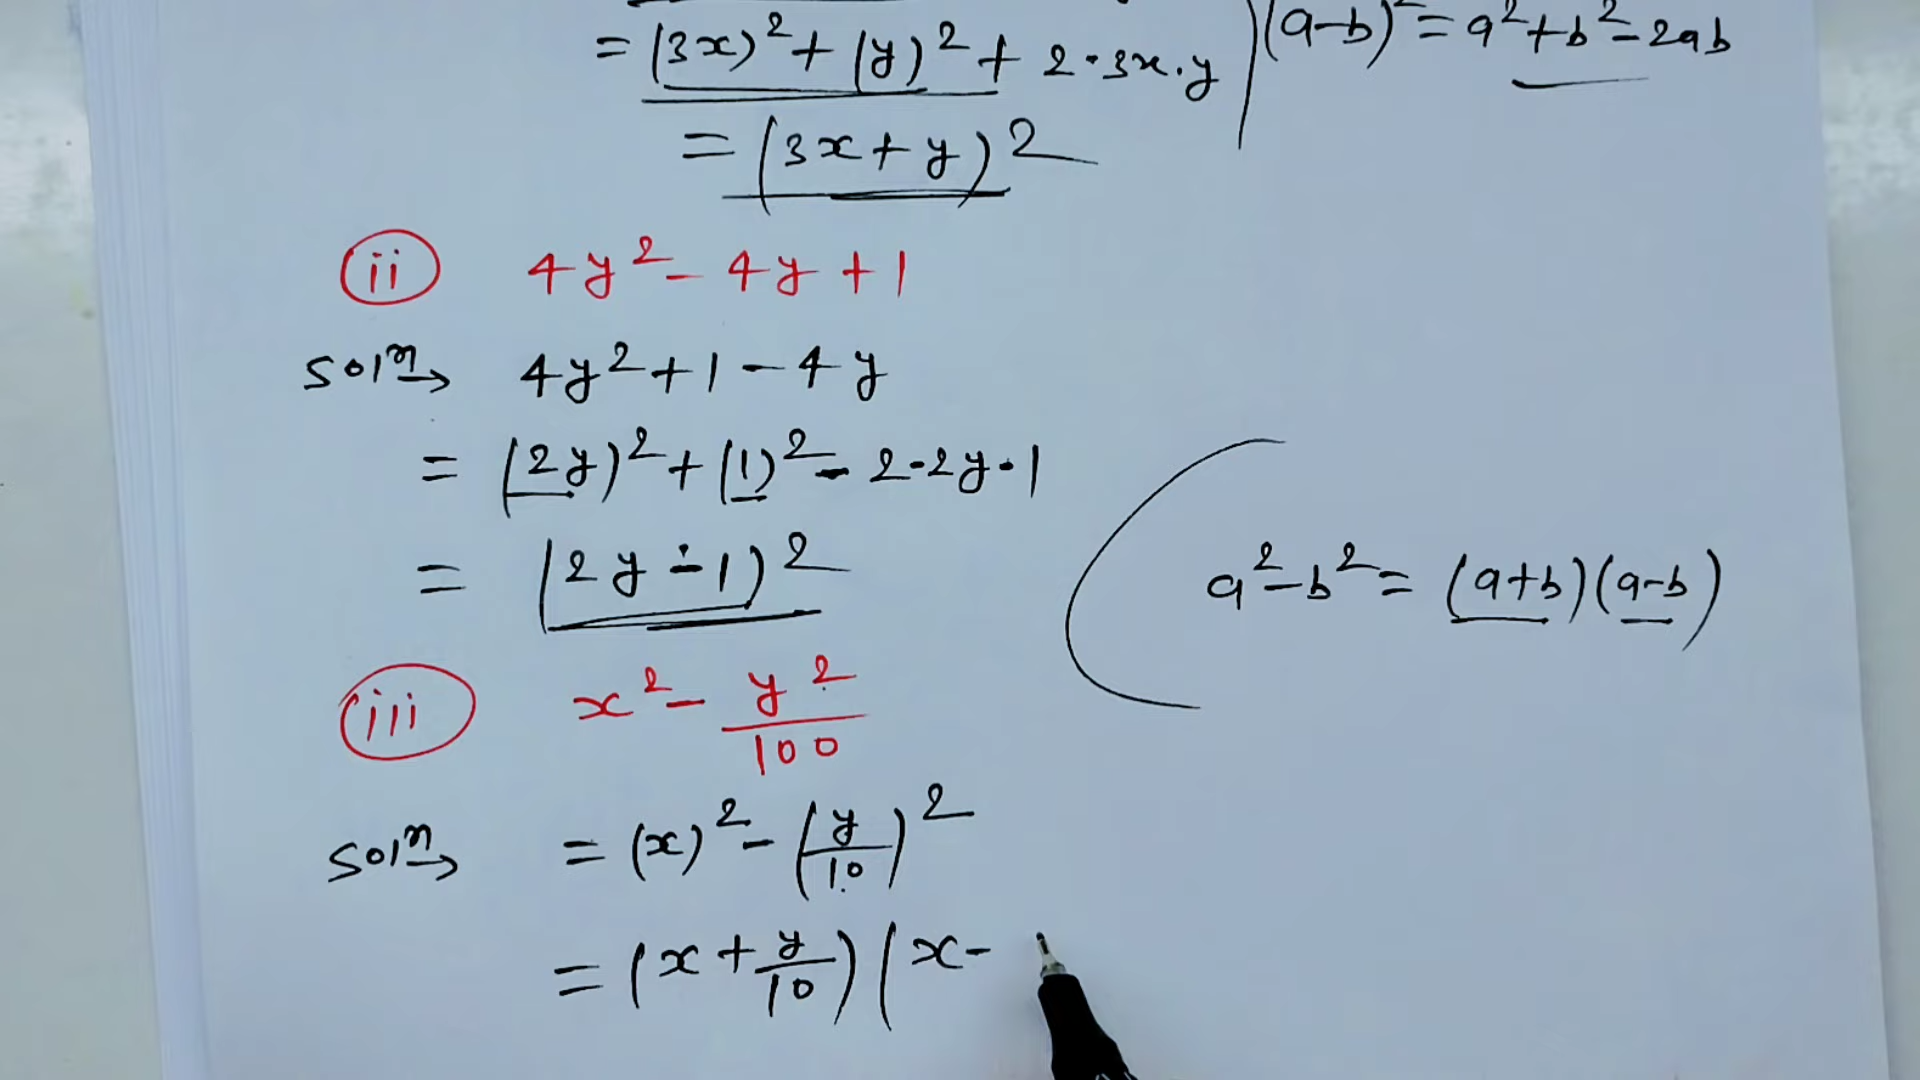 = (3x)² + (y)² + 2·3x·y
(a-b)² = a² + b² - 2ab
= (3x + y)²
(ii) 4y² - 4y + 1
Solⁿ→ 4y² + 1 - 4y
= (2y)² + (1)² - 2·2y·1
= (2y - 1)²
a² - b² = (a+b)(a-b)
(iii) x² - y²/100
Solⁿ→ = (x)² - (y/10)²
= (x + y/10)(x -